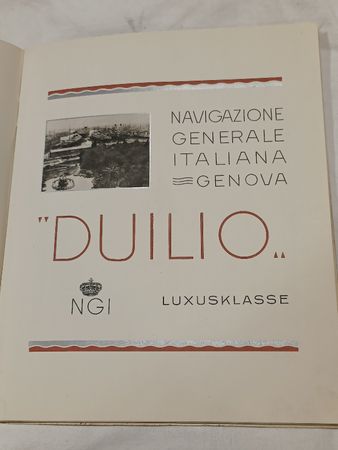 NAVIGAZIONE
GENERALE
ITALIANA
GENOVA
"DUILIO„
NGI
LUXUSKLASSE